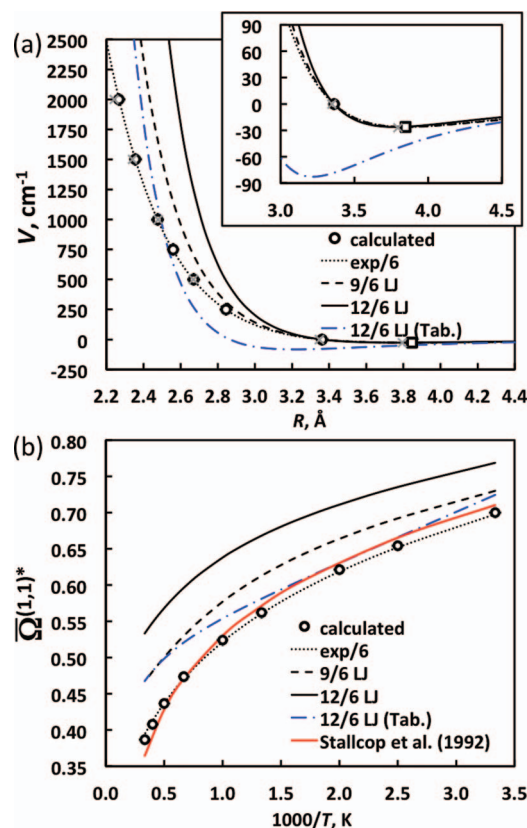 (a)
2500
2250
2000
1750
1500
1250
1000
750
500
250
0
-250
V, cm⁻¹
2.2 2.4 2.6 2.8 3.0 3.2 3.4 3.6 3.8 4.0 4.2 4.4
R, Å
90
60
30
0
-30
-60
-90
3.0 3.5 4.0 4.5
calculated
exp/6
9/6 LJ
12/6 LJ
12/6 LJ (Tab.)
(b)
0.80
0.75
0.70
0.65
0.60
0.55
0.50
0.45
0.40
0.35
Ω̅⁽¹,¹⁾*
calculated
exp/6
9/6 LJ
12/6 LJ
12/6 LJ (Tab.)
Stallcop et al. (1992)
0.0 0.5 1.0 1.5 2.0 2.5 3.0 3.5
1000/T, K